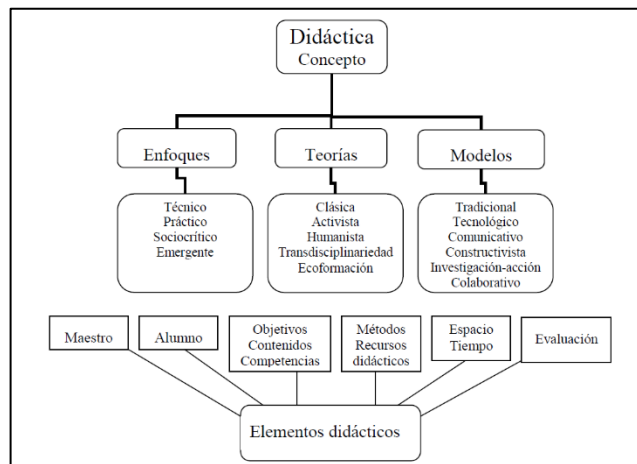 Didáctica
Concepto
Enfoques
Teorías
Modelos
Técnico
Práctico
Sociocrítico
Emergente
Clásica
Activista
Humanista
Transdisciplinariedad
Ecoformación
Tradicional
Tecnológico
Comunicativo
Constructivista
Investigación-acción
Colaborativo
Maestro
Alumno
Objetivos
Contenidos
Competencias
Métodos
Recursos
didácticos
Espacio
Tiempo
Evaluación
Elementos didácticos